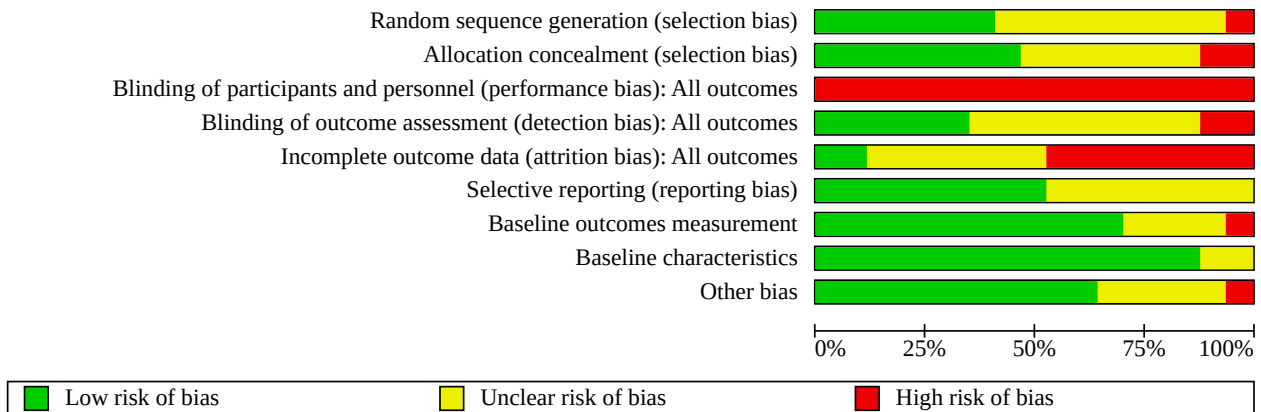 Random sequence generation (selection bias)
Allocation concealment (selection bias)
Blinding of participants and personnel (performance bias): All outcomes
Blinding of outcome assessment (detection bias): All outcomes
Incomplete outcome data (attrition bias): All outcomes
Selective reporting (reporting bias)
Baseline outcomes measurement
Baseline characteristics
Other bias
0% 25% 50% 75% 100%
Low risk of bias Unclear risk of bias High risk of bias